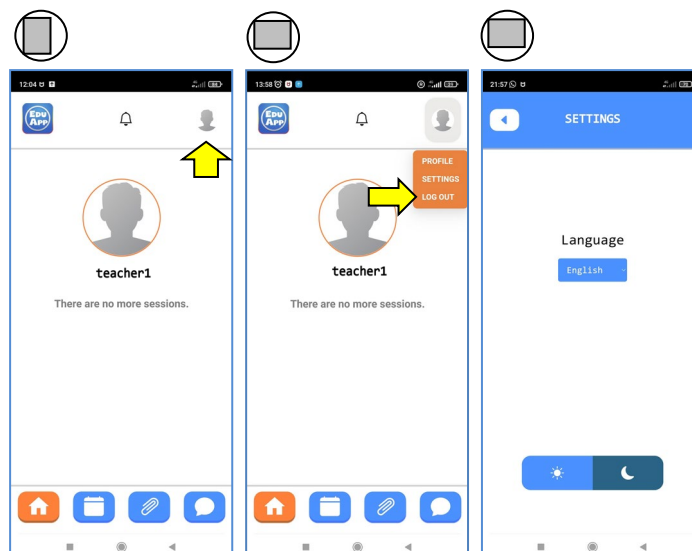 12:04
EDU
APP
teacher1
There are no more sessions.
13:58
EDU
APP
PROFILE
SETTINGS
LOG OUT
teacher1
There are no more sessions.
21:57
SETTINGS
Language
English